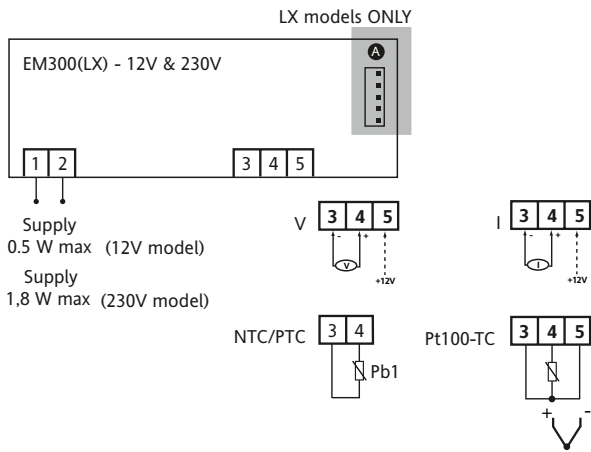 LX models ONLY
A
EM300(LX) - 12V & 230V
1 2
3 4 5
Supply
0.5 W max (12V model)
Supply
1,8 W max (230V model)
V
3 4 5
- +
V
+12V
I
3 4 5
- +
I
+12V
NTC/PTC
3 4
Pb1
Pt100-TC
3 4 5
+ -